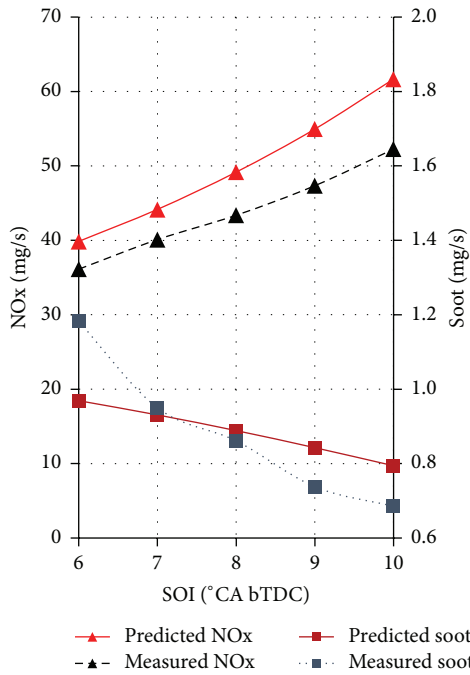 70
60
50
40
30
20
10
0
NOx (mg/s)
2.0
1.8
1.6
1.4
1.2
1.0
0.8
0.6
Soot (mg/s)
6 7 8 9 10
SOI (°CA bTDC)
Predicted NOx Predicted soot
Measured NOx Measured soot